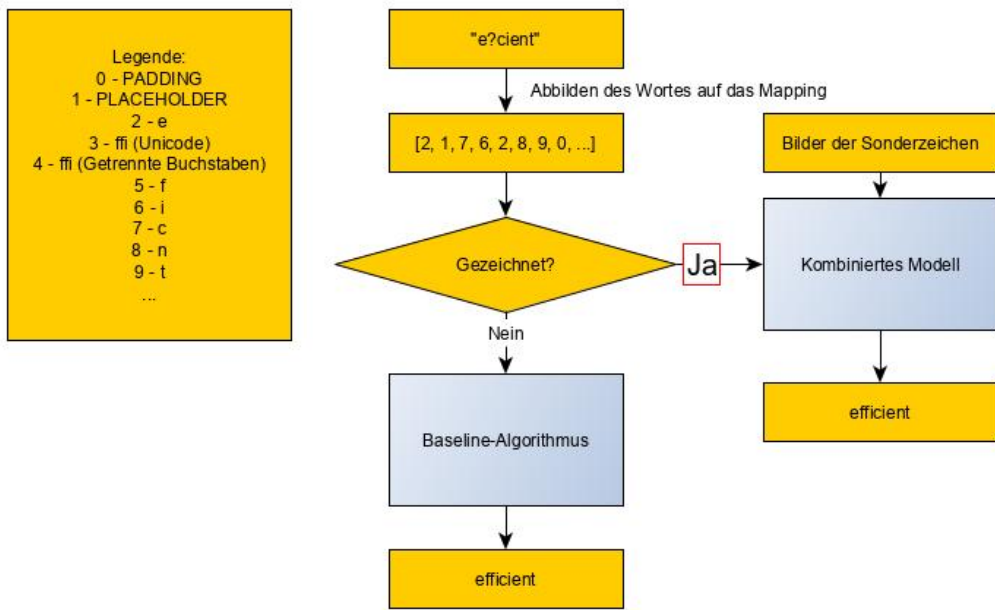 Legende:
0 - PADDING
1 - PLACEHOLDER
2 - e
3 - ffi (Unicode)
4 - ffi (Getrennte Buchstaben)
5 - f
6 - i
7 - c
8 - n
9 - t
...
"e?cient"
Abbilden des Wortes auf das Mapping
[2, 1, 7, 6, 2, 8, 9, 0, ...]
Bilder der Sonderzeichen
Gezeichnet?
Ja
Kombiniertes Modell
Nein
Baseline-Algorithmus
efficient
efficient